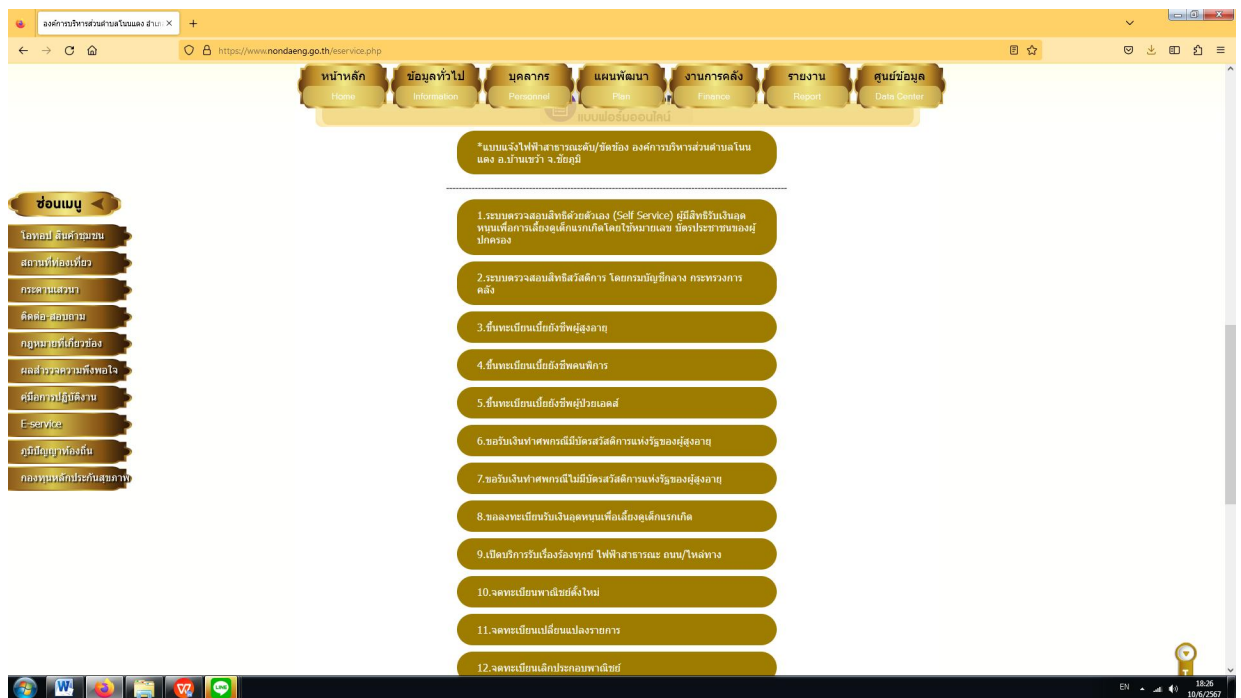 องค์การบริหารส่วนตำบลโนนแดง อำเภ
https://www.nondaeng.go.th/eservice.php
หน้าหลัก
Home
ข้อมูลทั่วไป
Information
บุคลากร
Personnel
แผนพัฒนา
Plan
งานการคลัง
Finance
รายงาน
Report
ศูนย์ข้อมูล
Data Center
แบบฟอร์มออนไลน์
*แบบแจ้งไฟฟ้าสาธารณะดับ/ขัดข้อง องค์การบริหารส่วนตำบลโนน
แดง อ.บ้านเขว้า จ.ชัยภูมิ
ซ่อนเมนู
โอทอป สินค้าชุมชน
สถานที่ท่องเที่ยว
กระดานเสวนา
ติดต่อ-สอบถาม
กฎหมายที่เกี่ยวข้อง
ผลสำรวจความพึงพอใจ
คู่มือการปฏิบัติงาน
E-service
ภูมิปัญญาท้องถิ่น
กองทุนหลักประกันสุขภาพ
1.ระบบตรวจสอบสิทธิด้วยตัวเอง (Self Service) ผู้มีสิทธิรับเงินอุด
หนุนเพื่อการเลี้ยงดูเด็กแรกเกิดโดยใช้หมายเลข บัตรประชาชนของผู้
ปกครอง
2.ระบบตรวจสอบสิทธิสวัสดิการ โดยกรมบัญชีกลาง กระทรวงการ
คลัง
3.ขึ้นทะเบียนเบี้ยยังชีพผู้สูงอายุ
4.ขึ้นทะเบียนเบี้ยยังชีพคนพิการ
5.ขึ้นทะเบียนเบี้ยยังชีพผู้ป่วยเอดส์
6.ขอรับเงินทำศพกรณีมีบัตรสวัสดิการแห่งรัฐของผู้สูงอายุ
7.ขอรับเงินทำศพกรณีไม่มีบัตรสวัสดิการแห่งรัฐของผู้สูงอายุ
8.ขอลงทะเบียนรับเงินอุดหนุนเพื่อเลี้ยงดูเด็กแรกเกิด
9.เปิดบริการรับเรื่องร้องทุกข์ ไฟฟ้าสาธารณะ ถนน/ไหล่ทาง
10.จดทะเบียนพาณิชย์ตั้งใหม่
11.จดทะเบียนเปลี่ยนแปลงรายการ
12.จดทะเบียนเลิกประกอบพาณิชย์
EN
18:26
10/6/2567